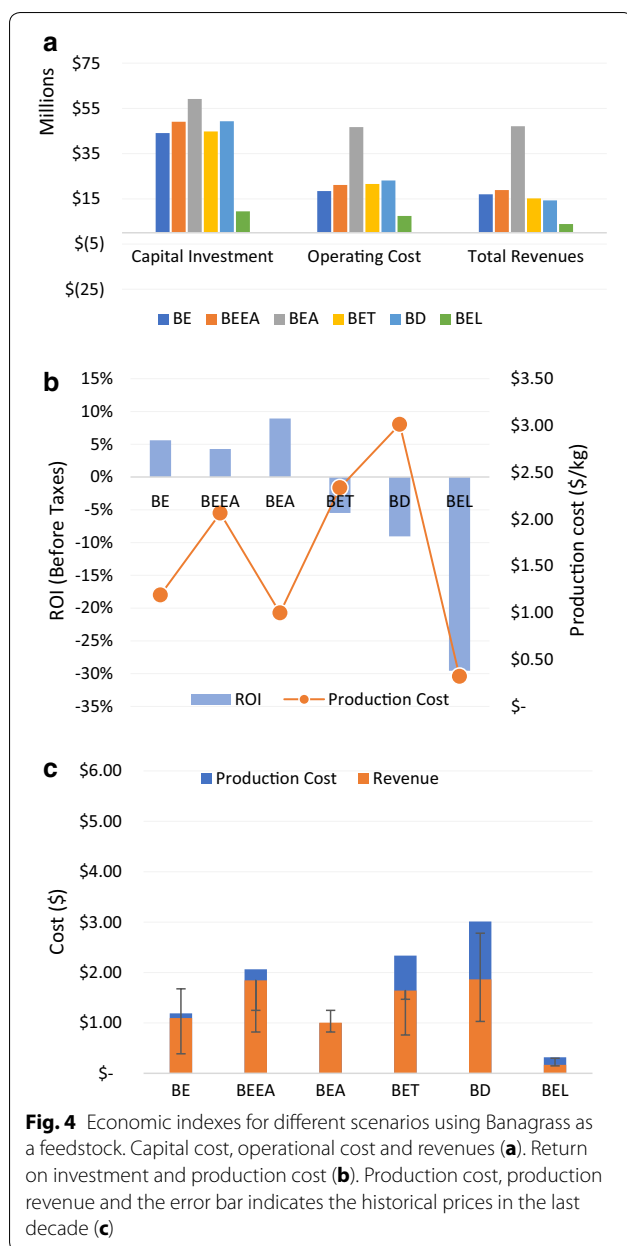 a
Millions
$75
$55
$35
$15
$(5)
$(25)
Capital Investment Operating Cost Total Revenues
BE BEEA BEA BET BD BEL
b
ROI (Before Taxes)
15%
10%
5%
0%
-5%
-10%
-15%
-20%
-25%
-30%
-35%
BE BEEA BEA BET BD BEL
$3.50
$3.00
$2.50
$2.00
$1.50
$1.00
$0.50
$-
Production cost ($/kg)
ROI Production Cost
c
Cost ($)
$6.00
$5.00
$4.00
$3.00
$2.00
$1.00
$-
Production Cost Revenue
BE BEEA BEA BET BD BEL
Fig. 4 Economic indexes for different scenarios using Banagrass as
a feedstock. Capital cost, operational cost and revenues (a). Return
on investment and production cost (b). Production cost, production
revenue and the error bar indicates the historical prices in the last
decade (c)